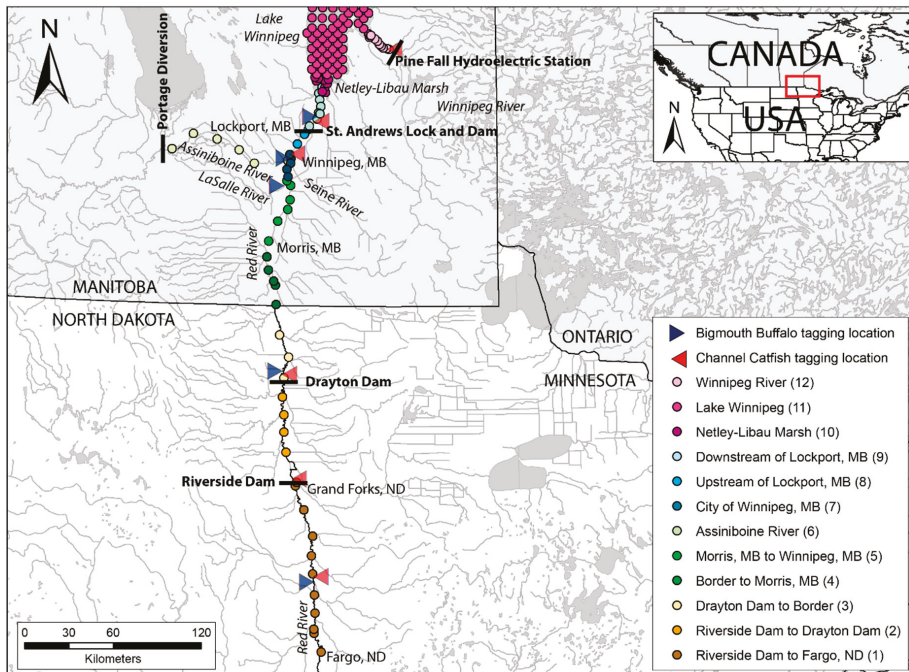 N
Lake
Winnipeg
Pine Fall Hydroelectric Station
Netley-Libau Marsh
Winnipeg River
Portage Diversion
Lockport, MB
St. Andrews Lock and Dam
Assiniboine River
Winnipeg, MB
LaSalle River
Seine River
Red River
Morris, MB
MANITOBA
NORTH DAKOTA
ONTARIO
MINNESOTA
Drayton Dam
Riverside Dam
Grand Forks, ND
Red River
Fargo, ND
0 30 60 120
Kilometers
CANADA
N
USA
Bigmouth Buffalo tagging location
Channel Catfish tagging location
Winnipeg River (12)
Lake Winnipeg (11)
Netley-Libau Marsh (10)
Downstream of Lockport, MB (9)
Upstream of Lockport, MB (8)
City of Winnipeg, MB (7)
Assiniboine River (6)
Morris, MB to Winnipeg, MB (5)
Border to Morris, MB (4)
Drayton Dam to Border (3)
Riverside Dam to Drayton Dam (2)
Riverside Dam to Fargo, ND (1)